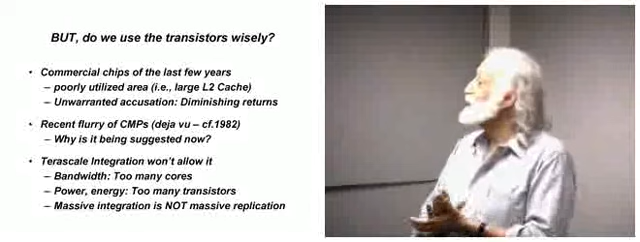 BUT, do we use the transistors wisely?
• Commercial chips of the last few years
– poorly utilized area (i.e., large L2 Cache)
– Unwarranted accusation: Diminishing returns
• Recent flurry of CMPs (deja vu – cf.1982)
– Why is it being suggested now?
• Terascale Integration won't allow it
– Bandwidth: Too many cores
– Power, energy: Too many transistors
– Massive integration is NOT massive replication